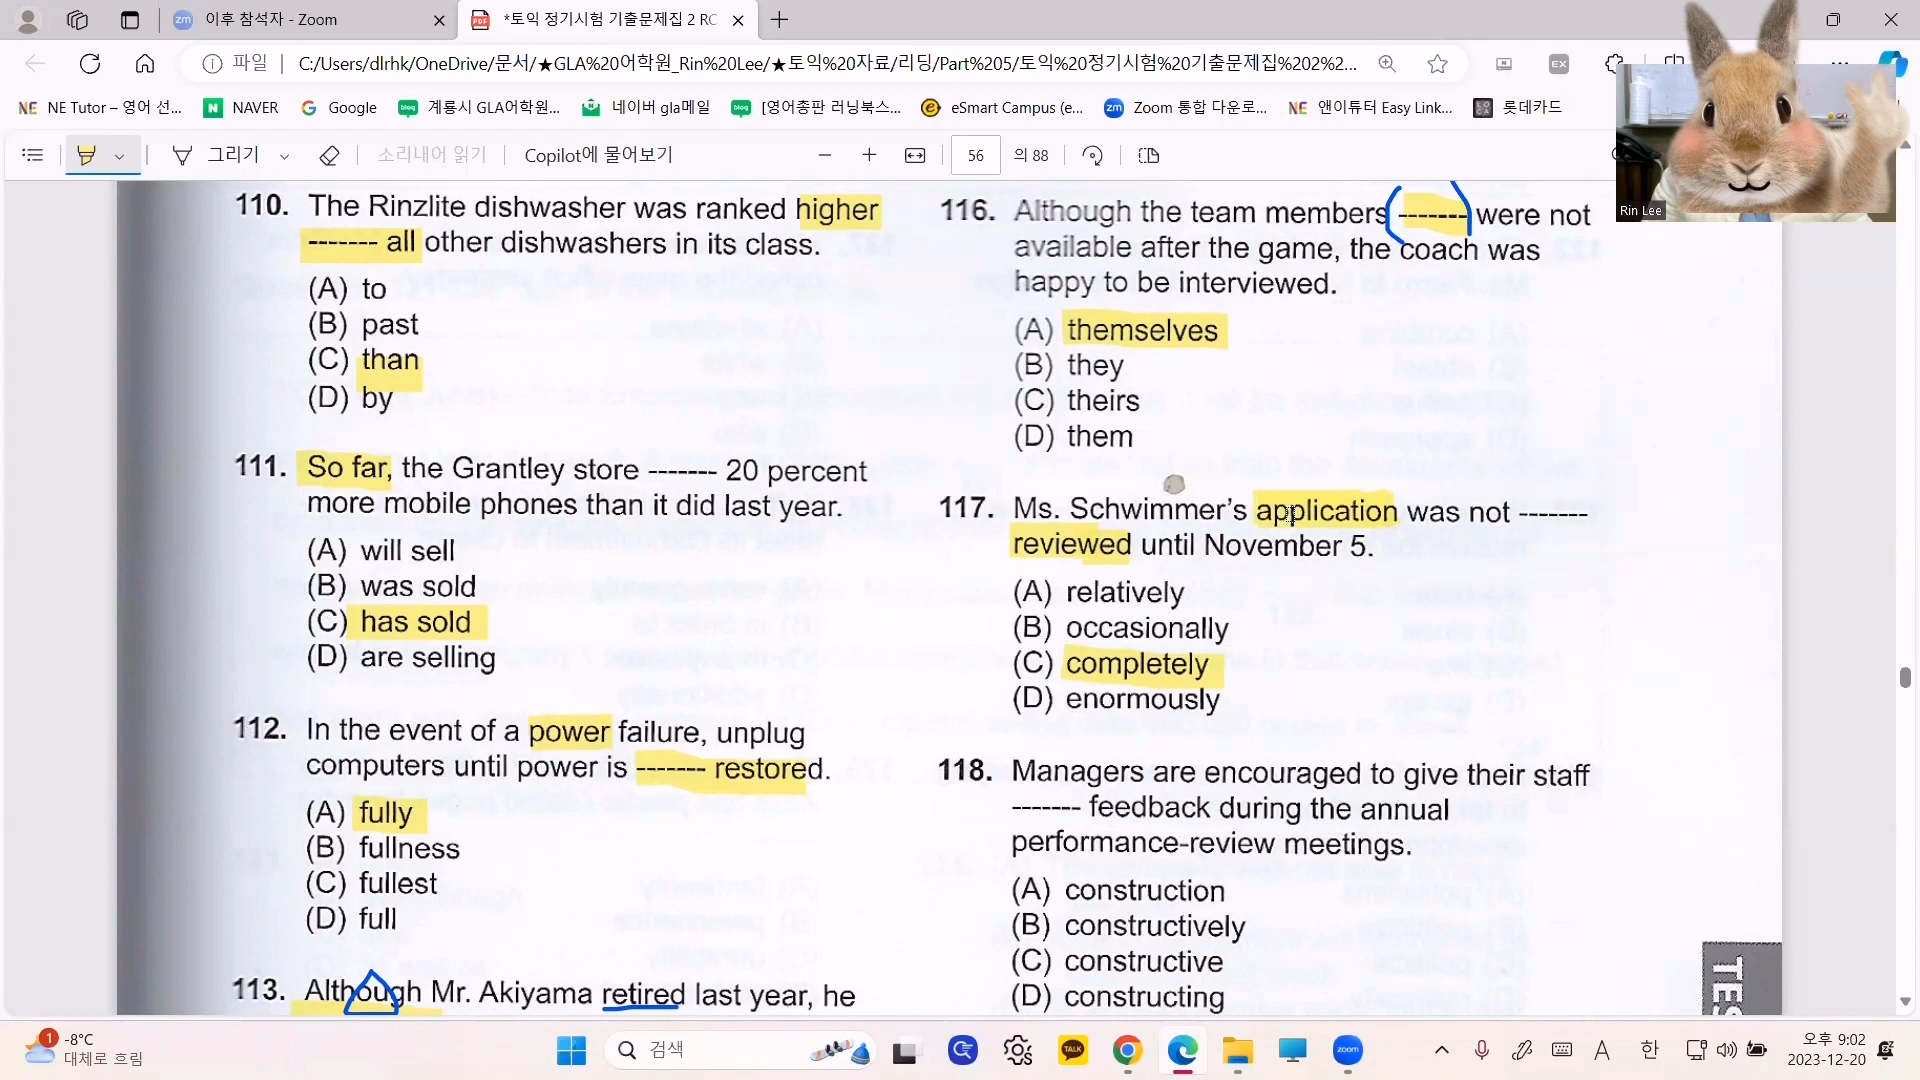 이후 참석자 - Zoom
*토익 정기시험 기출문제집 2 RC
파일
C:/Users/dlrhk/OneDrive/문서/★GLA%20어학원_Rin%20Lee/★토익%20자료/리딩/Part%205/토익%20정기시험%20기출문제집%202%2...
NE Tutor – 영어 선...
NAVER
Google
계룡시 GLA어학원...
네이버 gla메일
[영어총판 러닝북스...
eSmart Campus (e...
Zoom 통합 다운로...
앤이튜터 Easy Link...
롯데카드
그리기
소리내어 읽기
Copilot에 물어보기
56
의 88
Rin Lee
110. The Rinzlite dishwasher was ranked higher
------- all other dishwashers in its class.
(A) to
(B) past
(C) than
(D) by
111. So far, the Grantley store ------- 20 percent
more mobile phones than it did last year.
(A) will sell
(B) was sold
(C) has sold
(D) are selling
112. In the event of a power failure, unplug
computers until power is ------- restored.
(A) fully
(B) fullness
(C) fullest
(D) full
113. Although Mr. Akiyama retired last year, he
116. Although the team members ------- were not
available after the game, the coach was
happy to be interviewed.
(A) themselves
(B) they
(C) theirs
(D) them
117. Ms. Schwimmer's application was not -------
reviewed until November 5.
(A) relatively
(B) occasionally
(C) completely
(D) enormously
118. Managers are encouraged to give their staff
------- feedback during the annual
performance-review meetings.
(A) construction
(B) constructively
(C) constructive
(D) constructing
TES
1
-8°C
대체로 흐림
검색
TALK
zoom
A
한
오후 9:02
2023-12-20